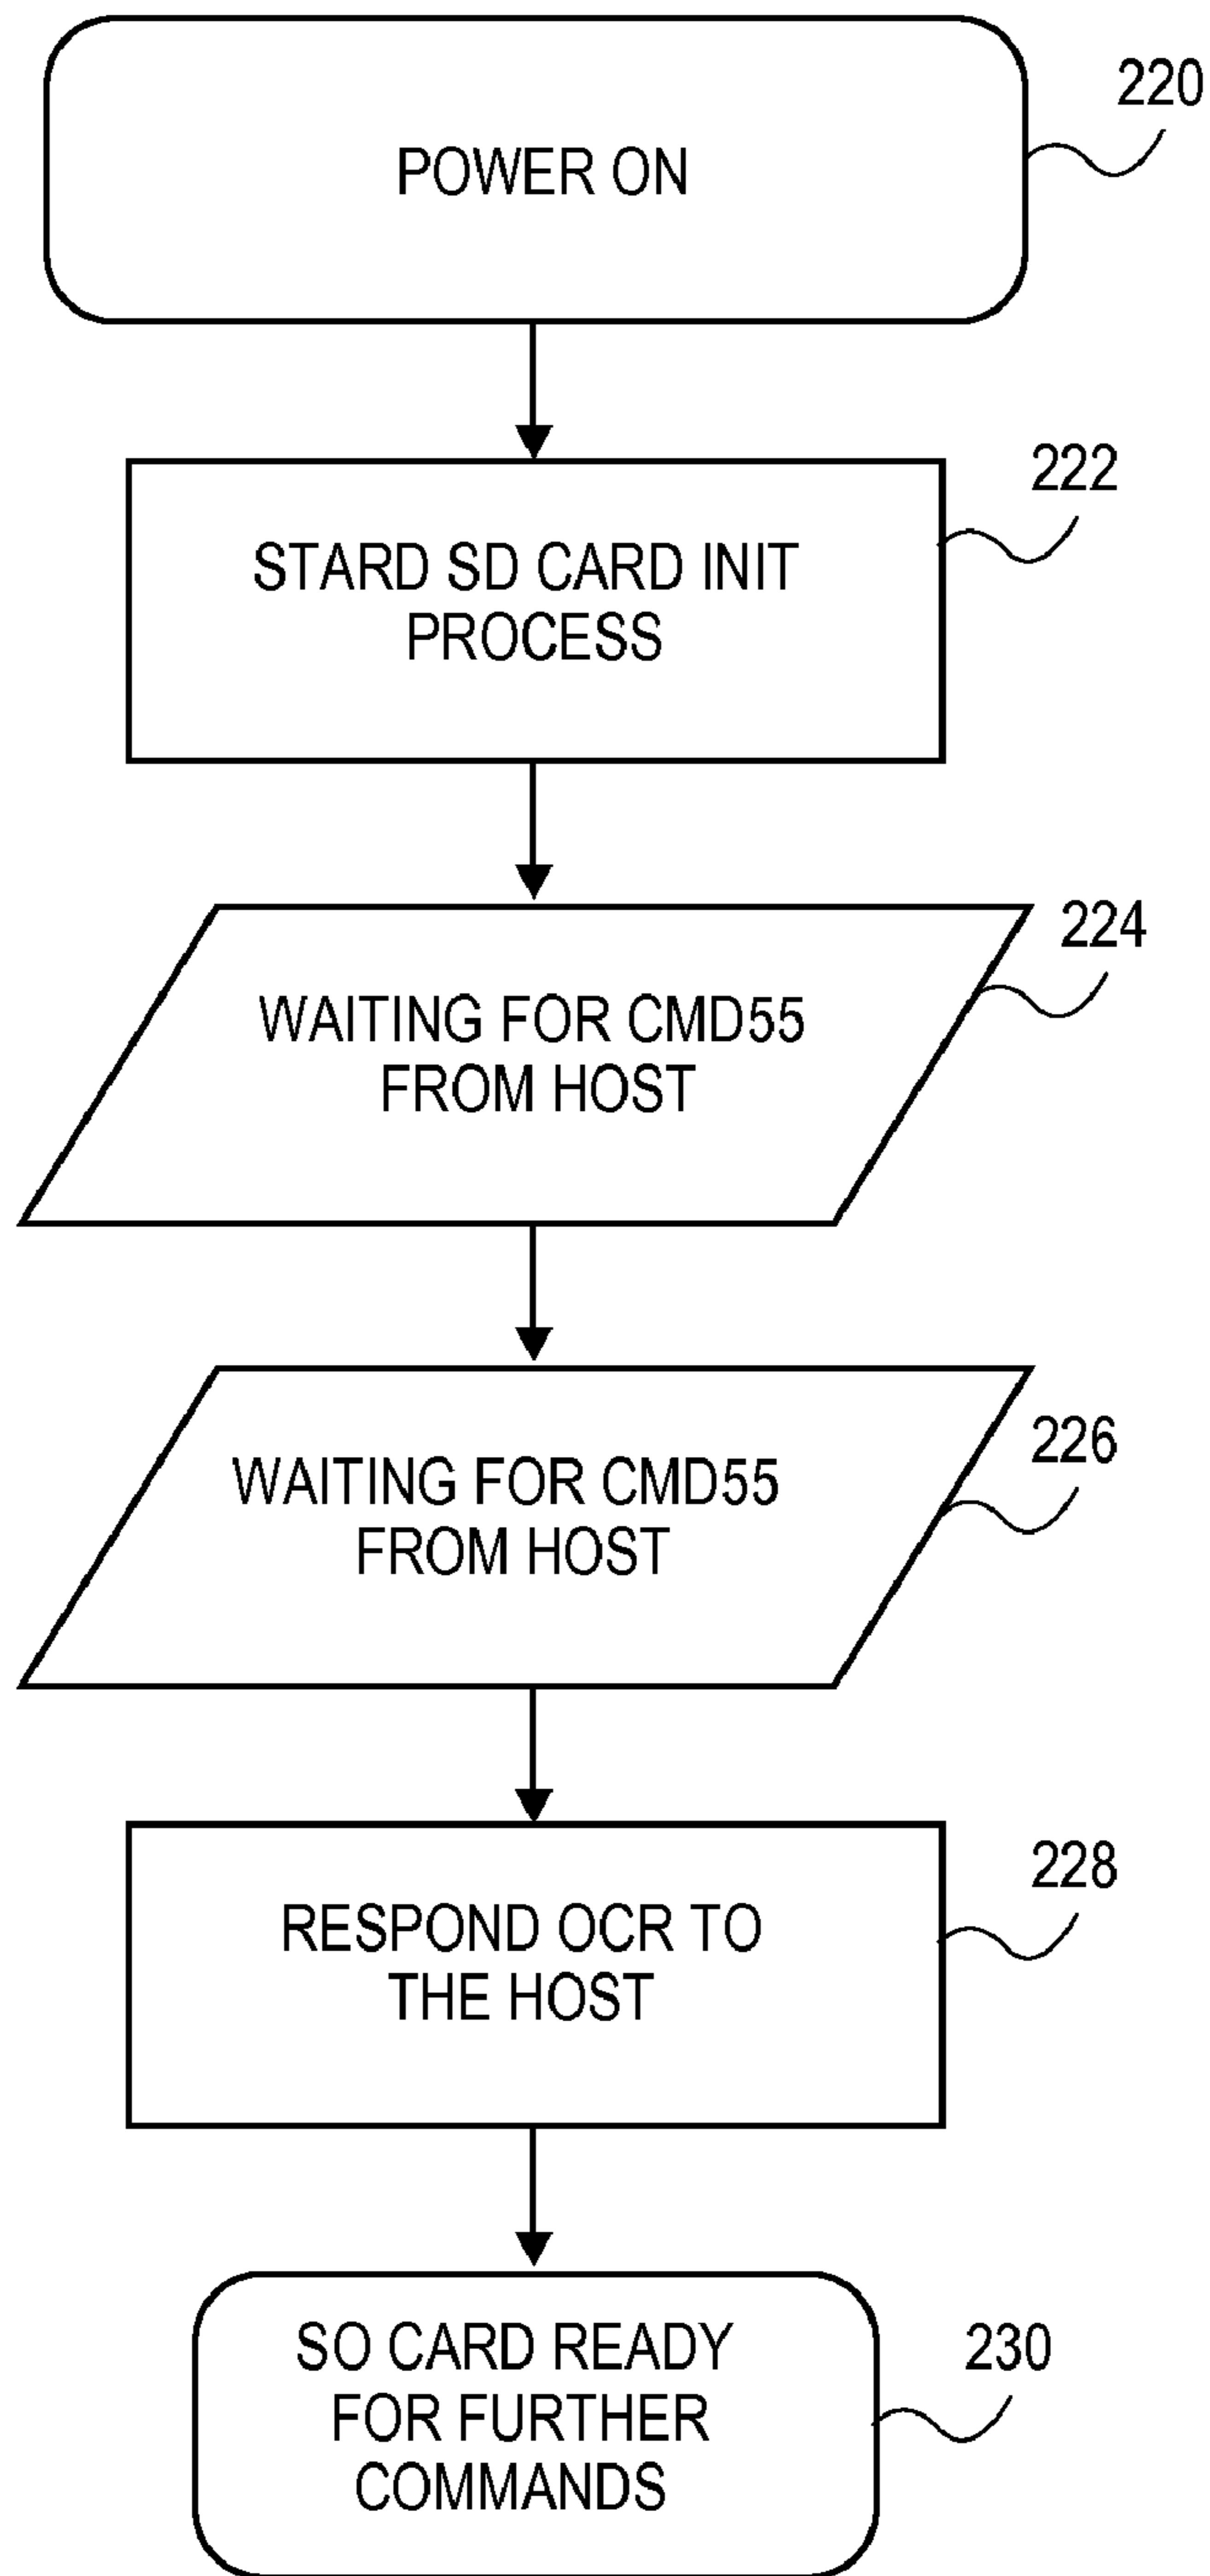 POWER ON
220
STARD SD CARD INIT
PROCESS
222
WAITING FOR CMD55
FROM HOST
224
WAITING FOR CMD55
FROM HOST
226
RESPOND OCR TO
THE HOST
228
SO CARD READY
FOR FURTHER
COMMANDS
230